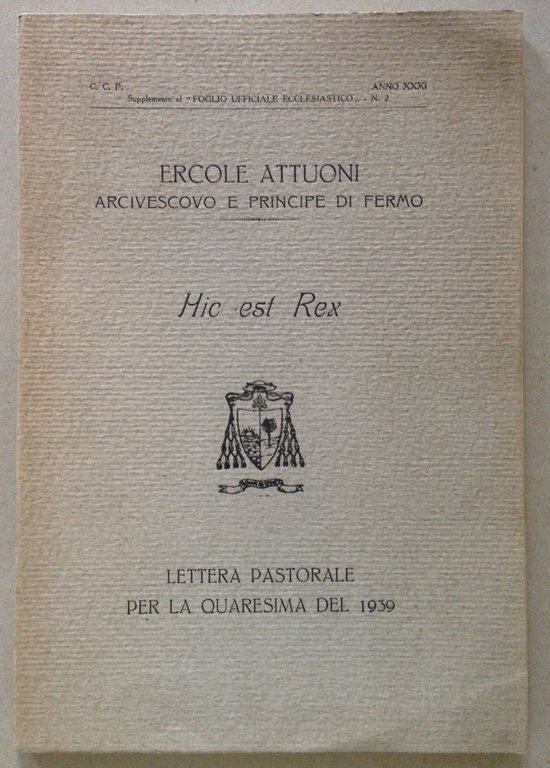 C. C. P. ANNO XXXI
Supplemento al "FOGLIO UFFICIALE ECCLESIASTICO„ - N. 2
ERCOLE ATTUONI
ARCIVESCOVO E PRINCIPE DI FERMO
Hic est Rex
LETTERA PASTORALE
PER LA QUARESIMA DEL 1939